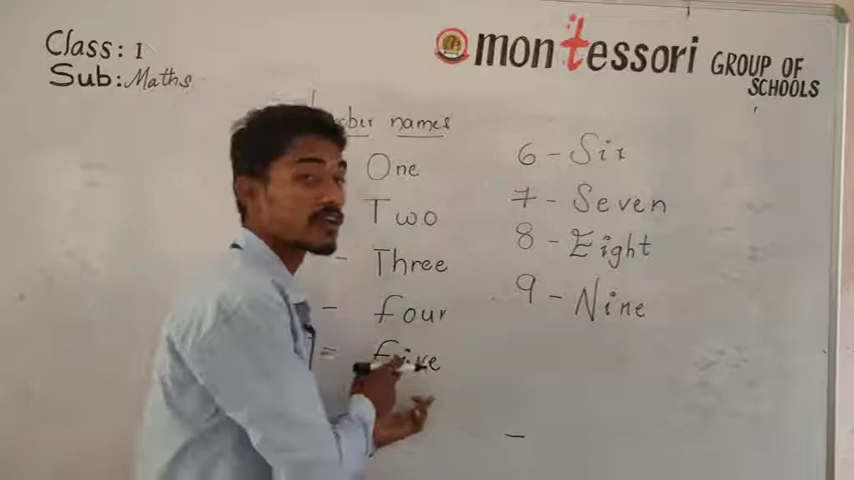 Class: 1
Sub: Maths
montessori GROUP OF SCHOOLS
names
One
Two
- Three
- four
= five
6 - Six
7 - Seven
8 - Eight
9 - Nine
-